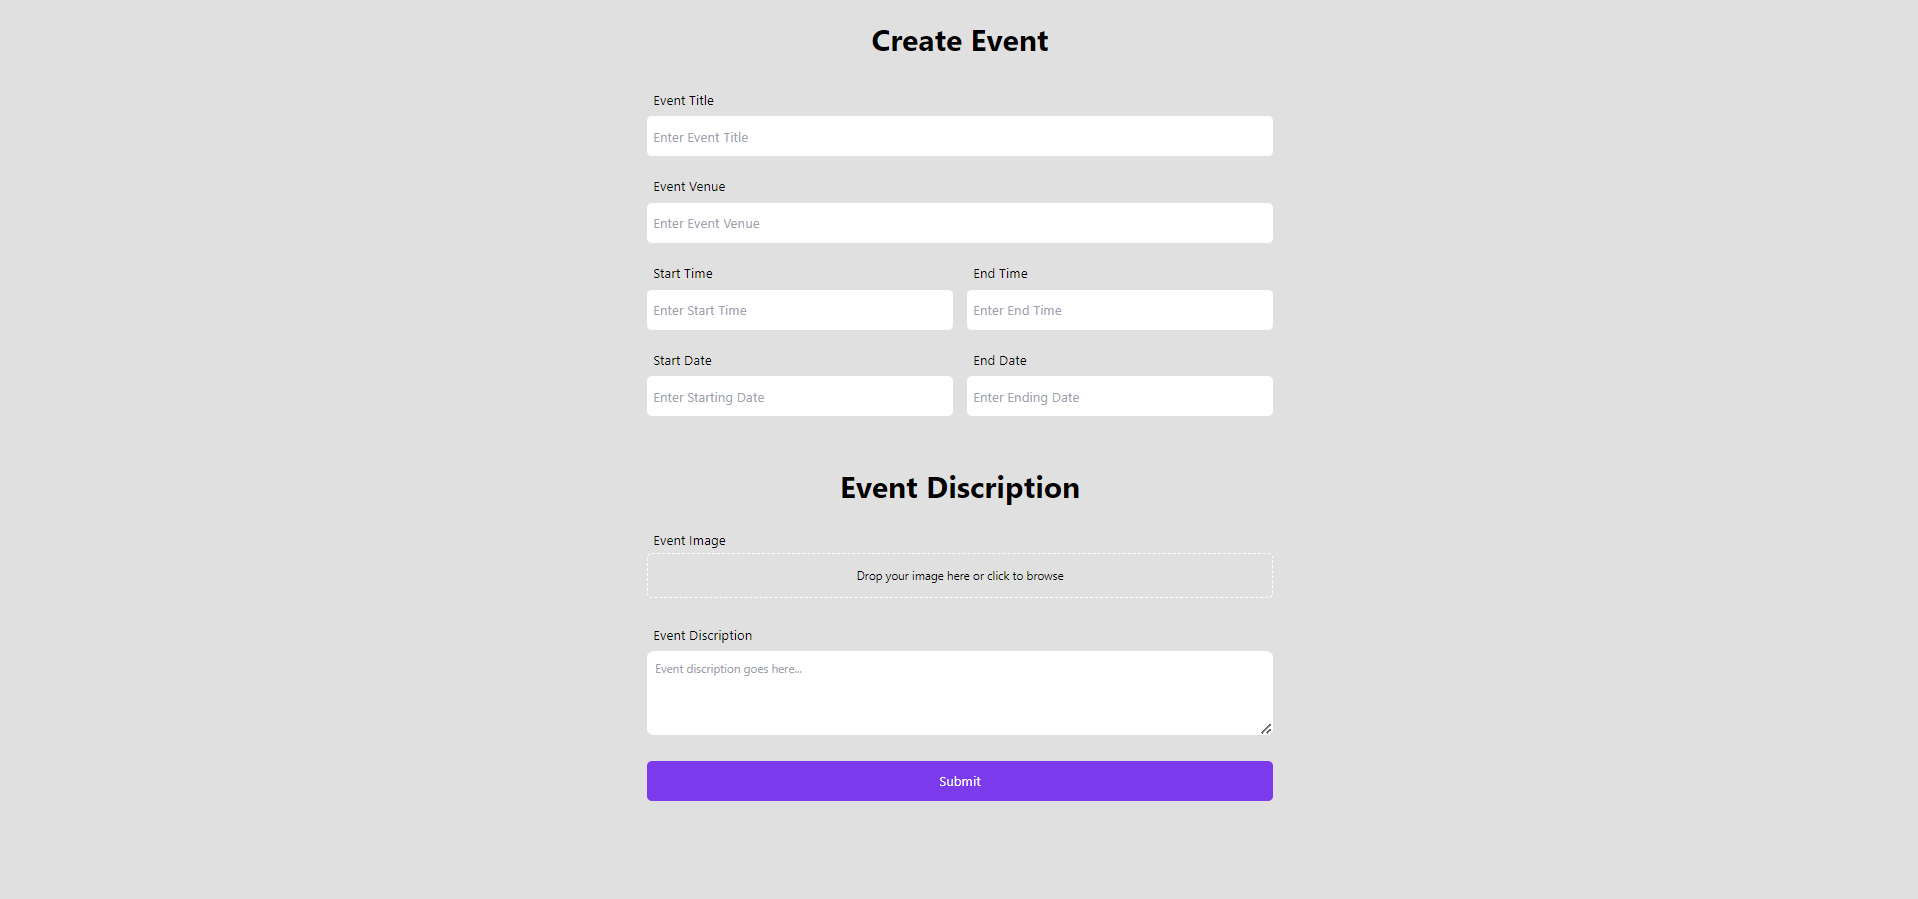 Create Event
Event Title
Enter Event Title
Event Venue
Enter Event Venue
Start Time End Time
Enter Start Time Enter End Time
Start Date End Date
Enter Starting Date Enter Ending Date
Event Discription
Event Image
Drop your image here or click to browse
Event Discription
Event discription goes here...
Submit